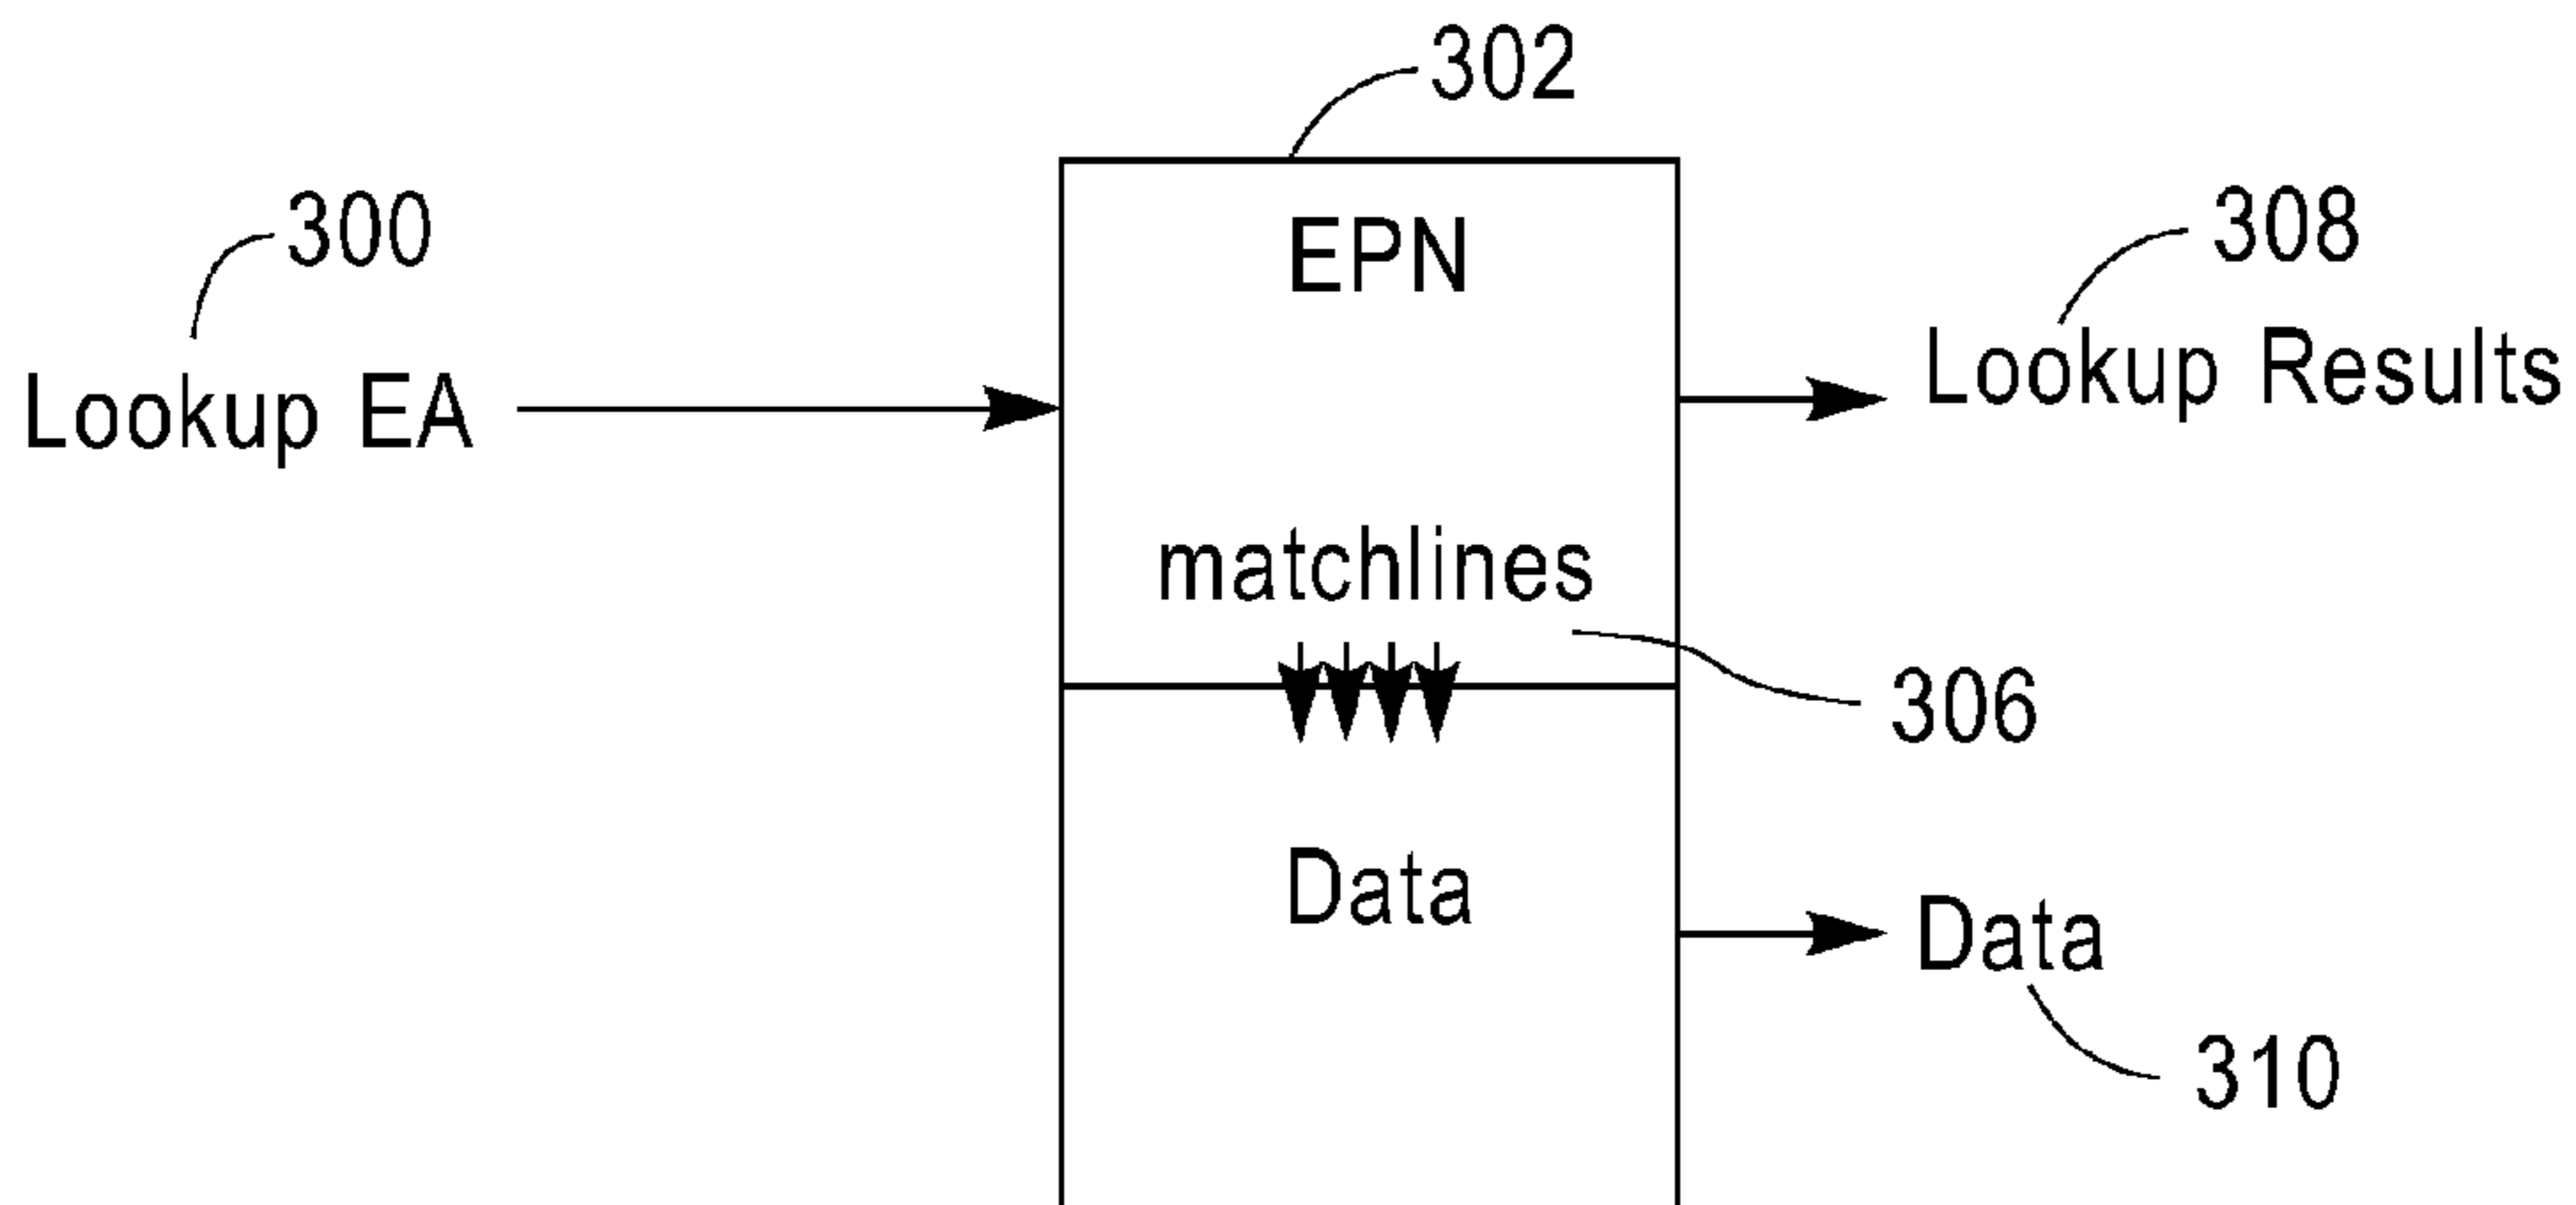 302
300
EPN
308
Lookup EA
Lookup Results
matchlines
306
Data
Data
310